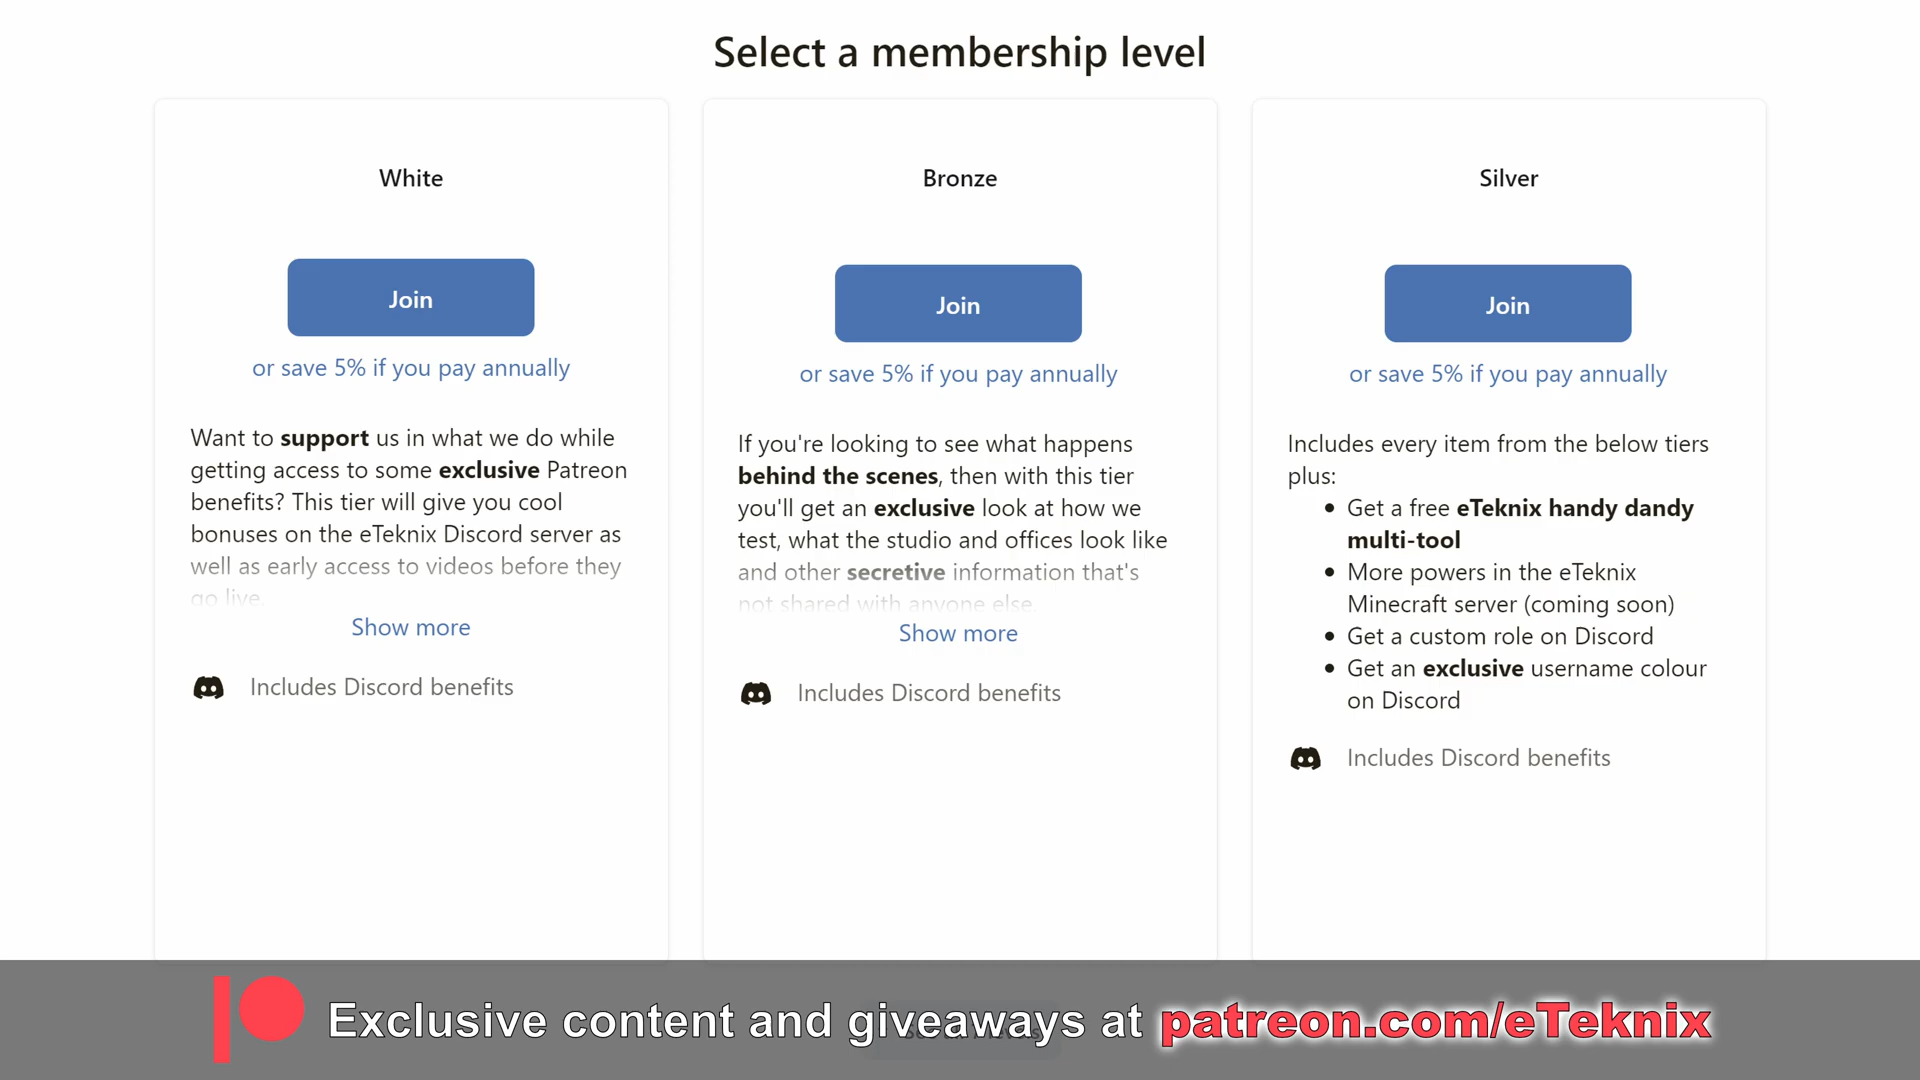 Select a membership level
White
Join
or save 5% if you pay annually
Want to support us in what we do while
getting access to some exclusive Patreon
benefits? This tier will give you cool
bonuses on the eTeknix Discord server as
well as early access to videos before they
go live.
Show more
Includes Discord benefits
Bronze
Join
or save 5% if you pay annually
If you're looking to see what happens
behind the scenes, then with this tier
you'll get an exclusive look at how we
test, what the studio and offices look like
and other secretive information that's
not shared with anyone else.
Show more
Includes Discord benefits
Silver
Join
or save 5% if you pay annually
Includes every item from the below tiers
plus:
• Get a free eTeknix handy dandy
multi-tool
• More powers in the eTeknix
Minecraft server (coming soon)
• Get a custom role on Discord
• Get an exclusive username colour
on Discord
Includes Discord benefits
Exclusive content and giveaways at patreon.com/eTeknix